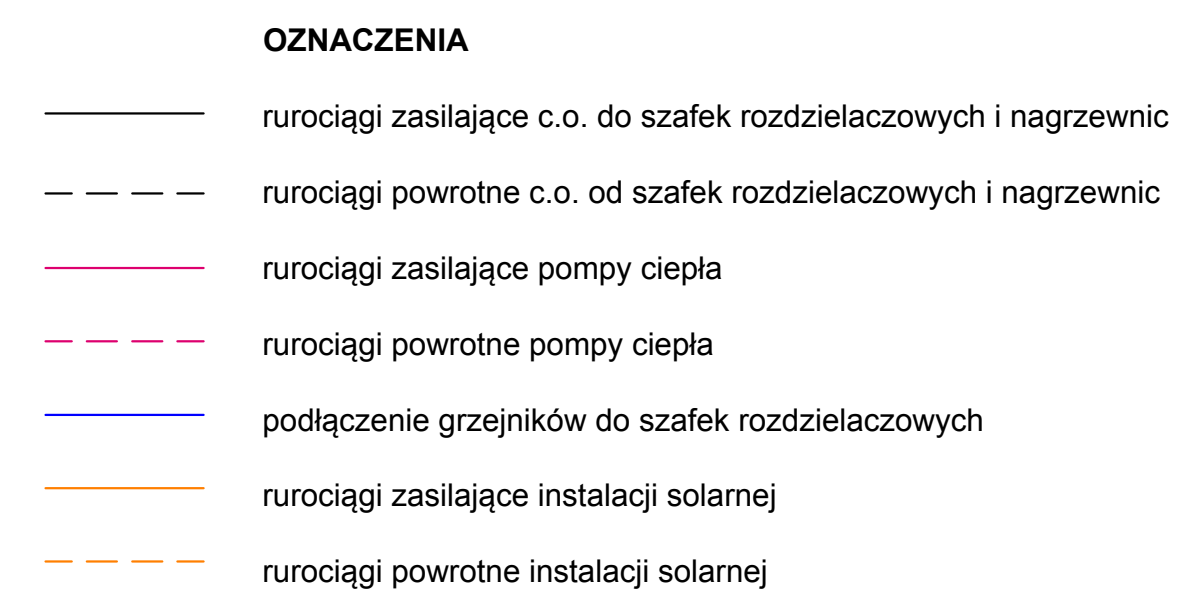 OZNACZENIA
rurociągi zasilające c.o. do szafek rozdzielaczowych i nagrzewnic
rurociągi powrotne c.o. od szafek rozdzielaczowych i nagrzewnic
rurociągi zasilające pompy ciepła
rurociągi powrotne pompy ciepła
podłączenie grzejników do szafek rozdzielaczowych
rurociągi zasilające instalacji solarnej
rurociągi powrotne instalacji solarnej